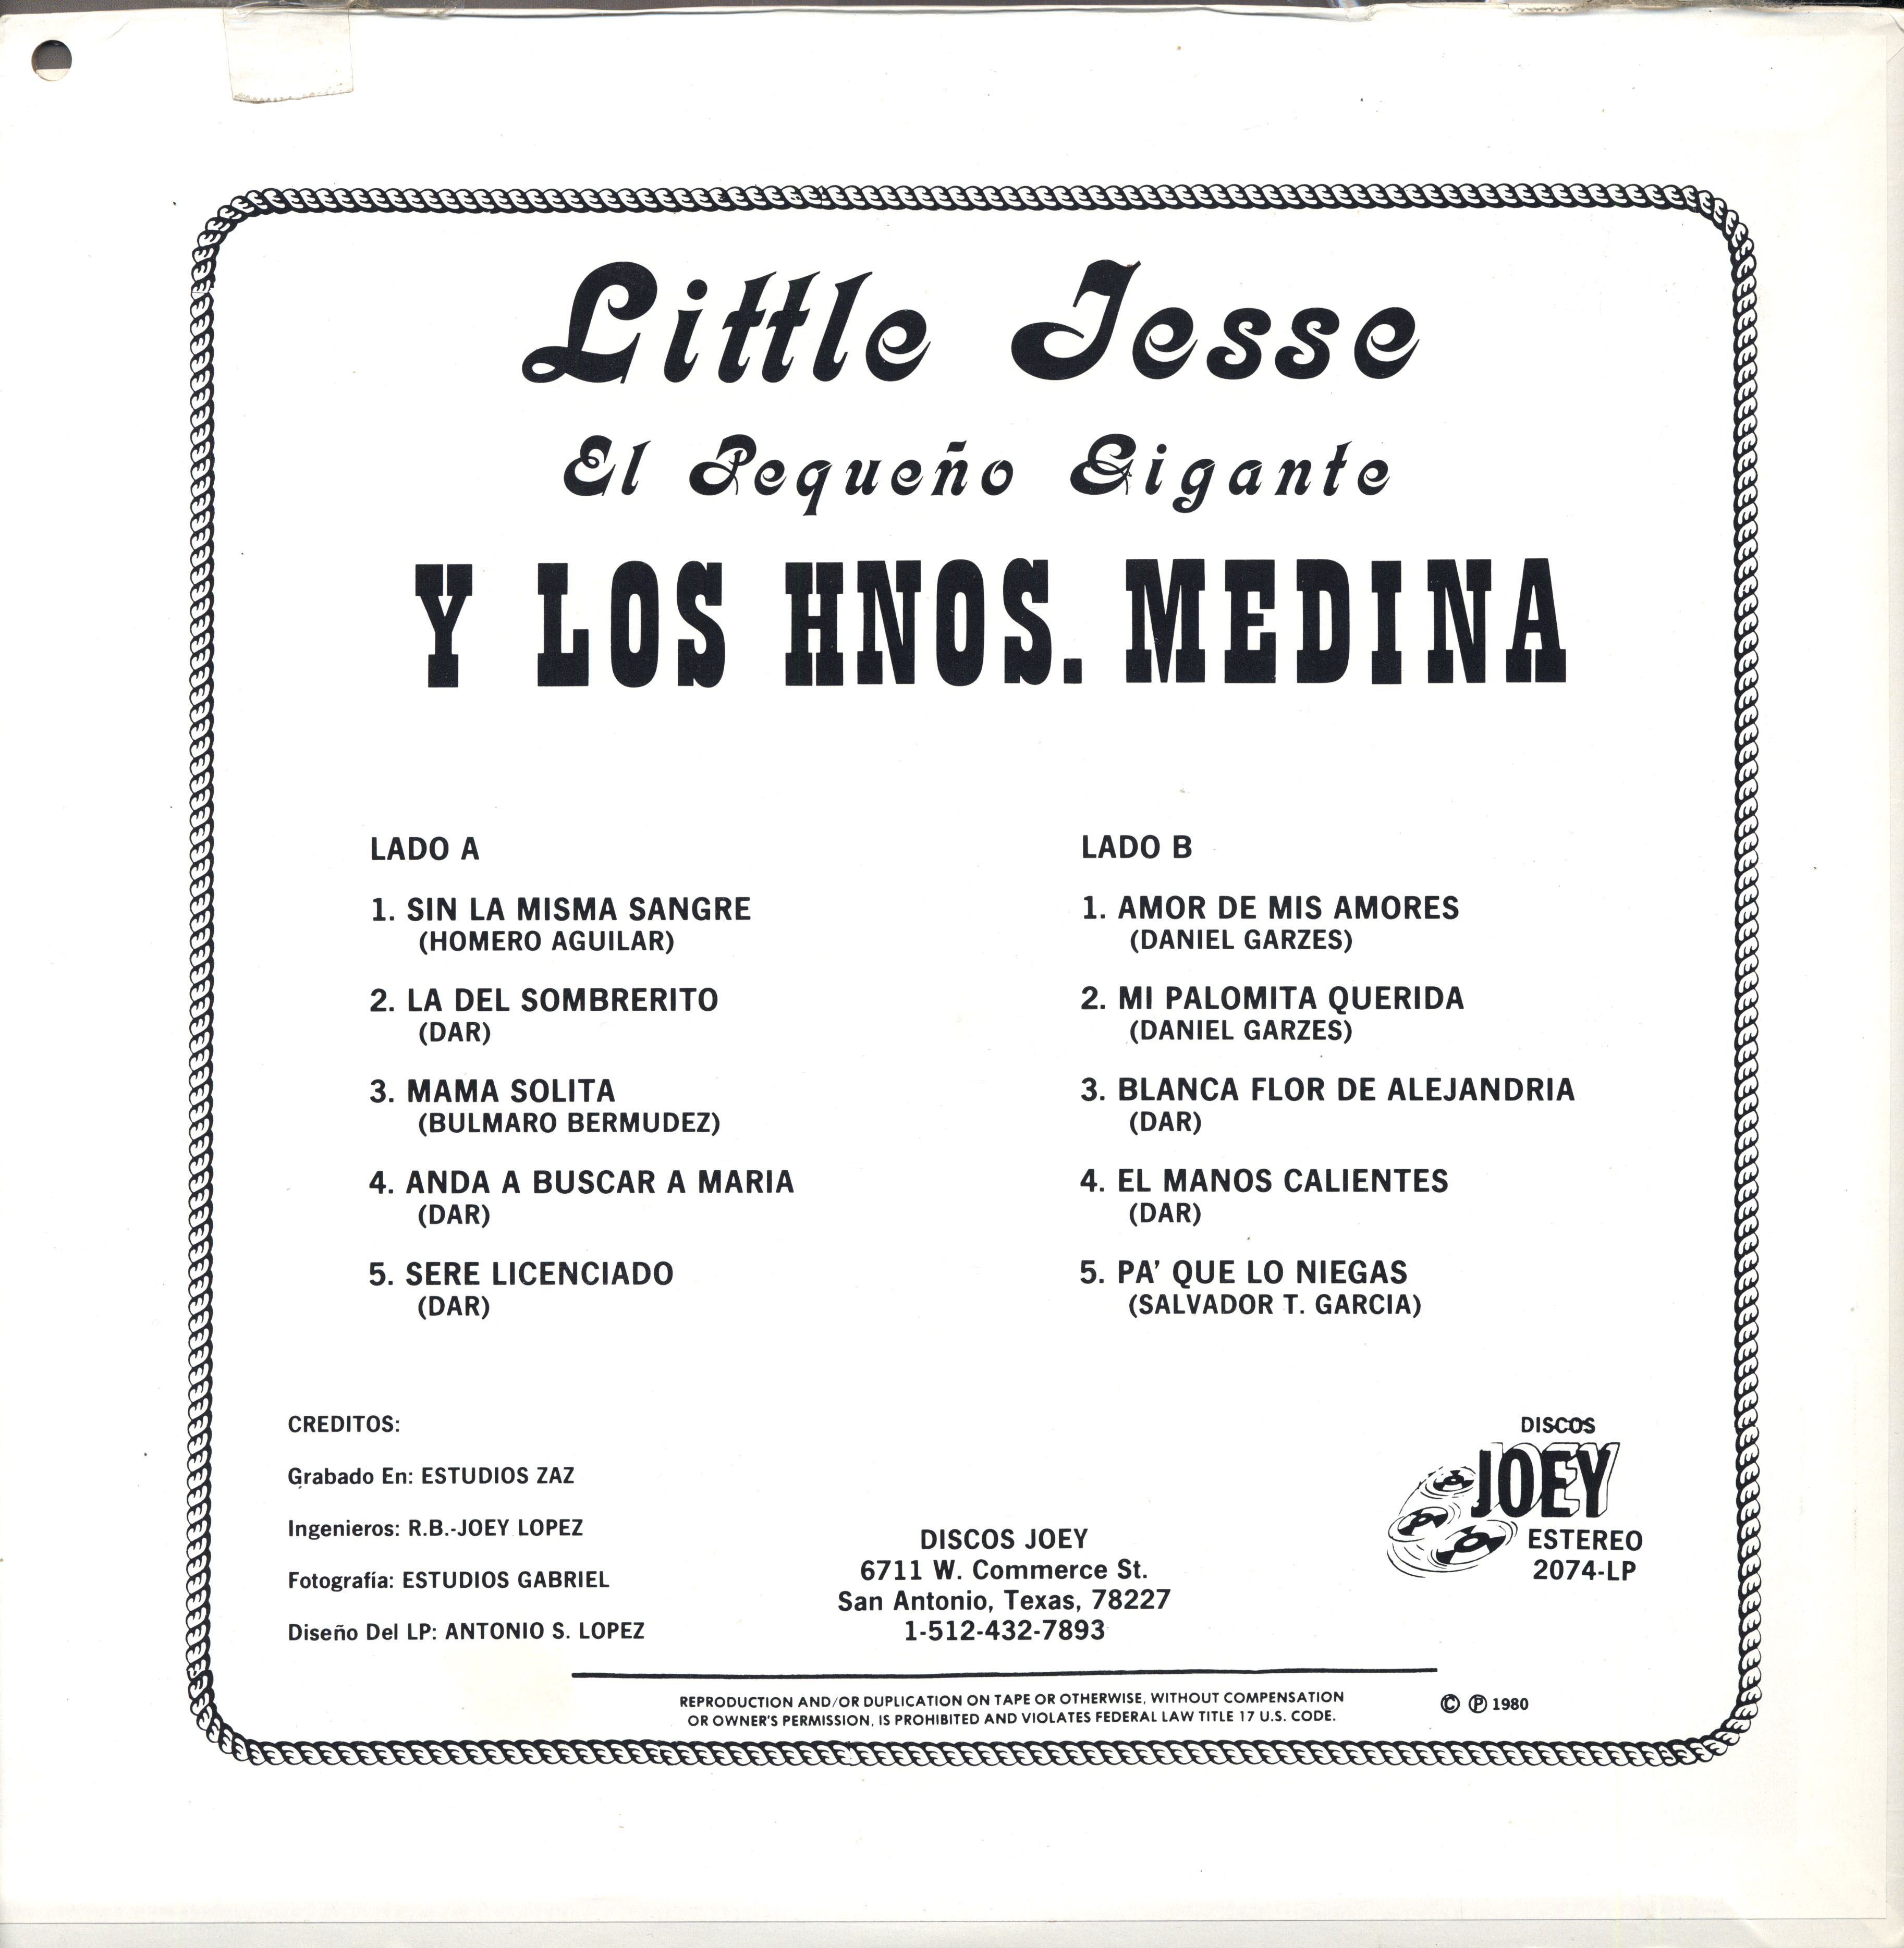 Little Jesse
El Pequeño Gigante
Y LOS HNOS. MEDINA
LADO A
1. SIN LA MISMA SANGRE
(HOMERO AGUILAR)
2. LA DEL SOMBRERITO
(DAR)
3. MAMA SOLITA
(BULMARO BERMUDEZ)
4. ANDA A BUSCAR A MARIA
(DAR)
5. SERE LICENCIADO
(DAR)
LADO B
1. AMOR DE MIS AMORES
(DANIEL GARZES)
2. MI PALOMITA QUERIDA
(DANIEL GARZES)
3. BLANCA FLOR DE ALEJANDRIA
(DAR)
4. EL MANOS CALIENTES
(DAR)
5. PA' QUE LO NIEGAS
(SALVADOR T. GARCIA)
CREDITOS:
Grabado En: ESTUDIOS ZAZ
Ingenieros: R.B.-JOEY LOPEZ
Fotografía: ESTUDIOS GABRIEL
Diseño Del LP: ANTONIO S. LOPEZ
DISCOS JOEY
6711 W. Commerce St.
San Antonio, Texas, 78227
1-512-432-7893
DISCOS
JOEY
ESTEREO
2074-LP
REPRODUCTION AND/OR DUPLICATION ON TAPE OR OTHERWISE, WITHOUT COMPENSATION
OR OWNER'S PERMISSION, IS PROHIBITED AND VIOLATES FEDERAL LAW TITLE 17 U.S. CODE.
© ℗ 1980